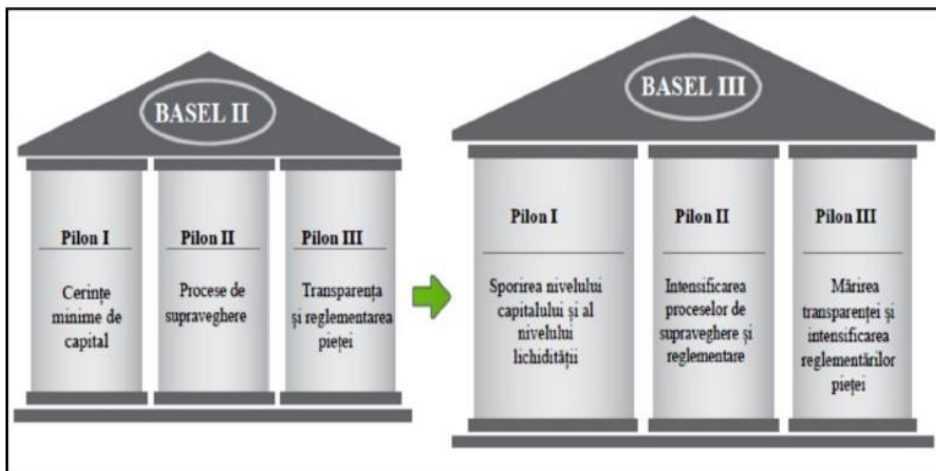 BASEL II
Pilon I
Cerințe
minime de
capital
Pilon II
Procese de
supraveghere
Pilon III
Transparența
și reglementarea
pieței
BASEL III
Pilon I
Sporirea nivelului
capitalului și al
nivelului
lichidității
Pilon II
Intensificarea
proceselor de
supraveghere și
reglementare
Pilon III
Mărirea
transparenței și
intensificarea
reglementărilor
pieței